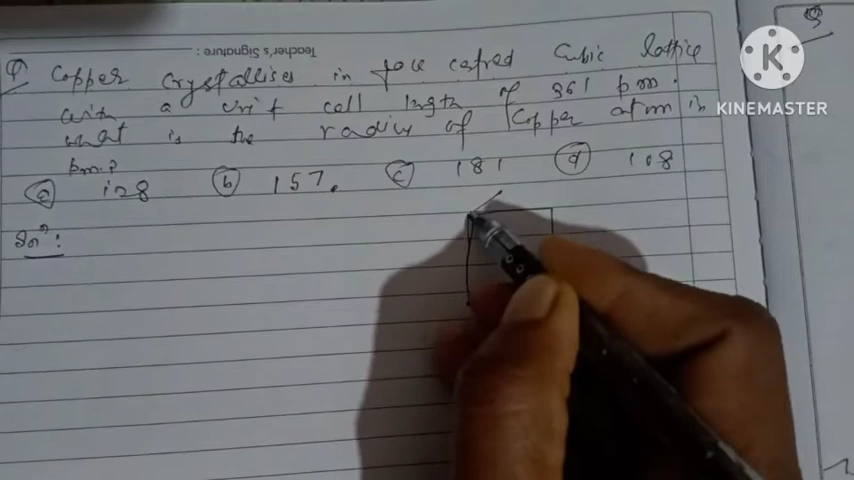 Teacher's Signature :
Q Copper crystallises in face centred Cubic lattice
with a unit cell length of 361 pm.
what is the radius of Copper atom in
pm?
(a) 128 (b) 157. (c) 181 (d) 108
Soln :
K
KINEMASTER